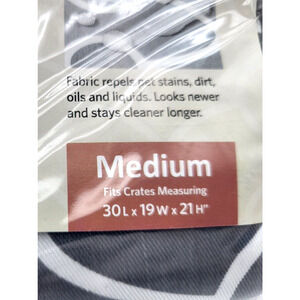 Fabric repels pet stains, dirt,
oils and liquids. Looks newer
and stays cleaner longer.
Medium
Fits Crates Measuring
30L x 19W x 21H"